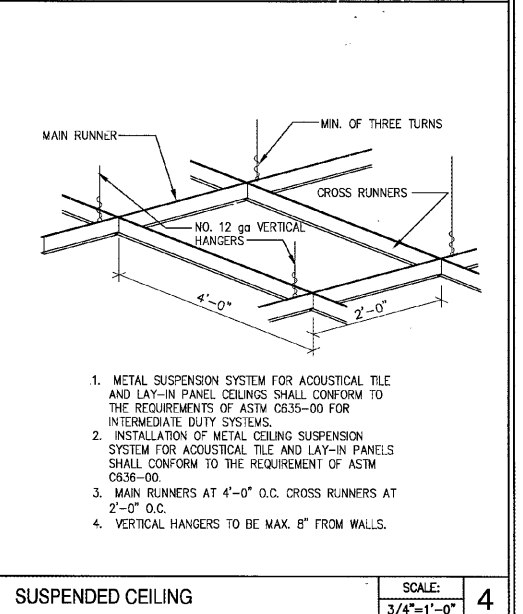 MIN. OF THREE TURNS
MAIN RUNNER
CROSS RUNNERS
NO. 12 ga VERTICAL
HANGERS
4'-0"
2'-0"
1. METAL SUSPENSION SYSTEM FOR ACOUSTICAL TILE
AND LAY-IN PANEL CEILINGS SHALL CONFORM TO
THE REQUIREMENTS OF ASTM C635-00 FOR
INTERMEDIATE DUTY SYSTEMS.
2. INSTALLATION OF METAL CEILING SUSPENSION
SYSTEM FOR ACOUSTICAL TILE AND LAY-IN PANELS
SHALL CONFORM TO THE REQUIREMENT OF ASTM
C636-00.
3. MAIN RUNNERS AT 4'-0" O.C. CROSS RUNNERS AT
2'-0" O.C.
4. VERTICAL HANGERS TO BE MAX. 8" FROM WALLS.
SUSPENDED CEILING
SCALE:
3/4"=1'-0"
4